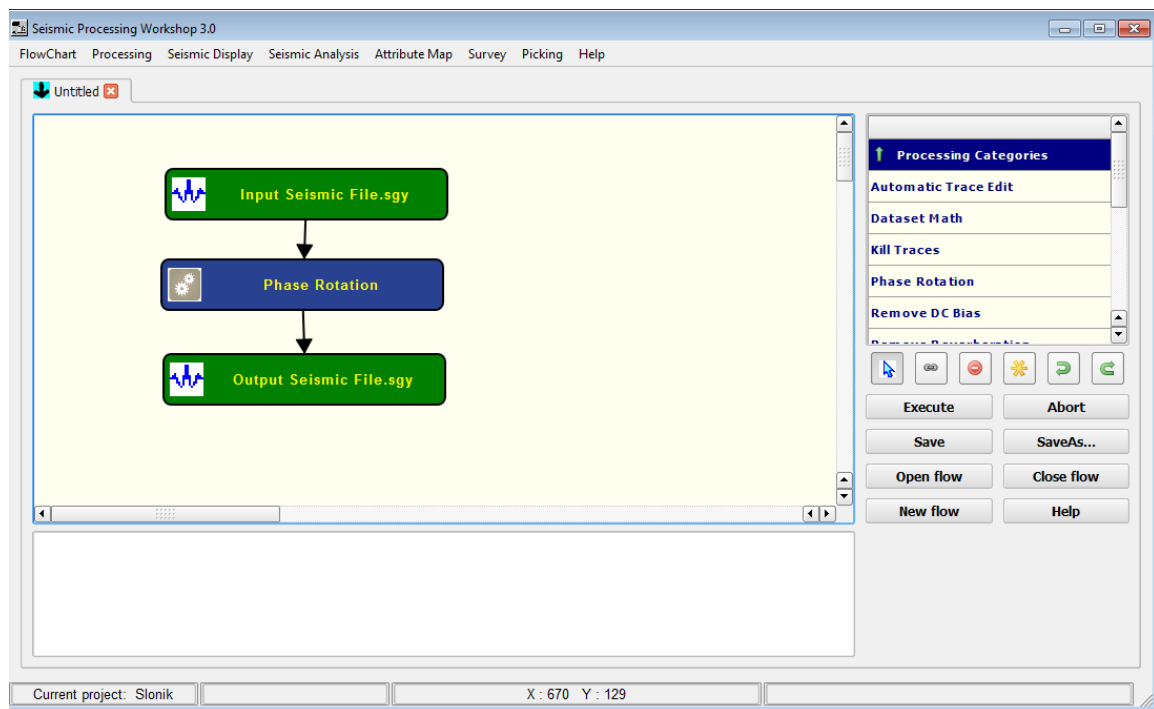 Seismic Processing Workshop 3.0
FlowChart Processing Seismic Display Seismic Analysis Attribute Map Survey Picking Help
Untitled
Input Seismic File.sgy
Phase Rotation
Output Seismic File.sgy
Processing Categories
Automatic Trace Edit
Dataset Math
Kill Traces
Phase Rotation
Remove DC Bias
Execute Abort
Save SaveAs...
Open flow Close flow
New flow Help
Current project: Slonik X : 670 Y : 129